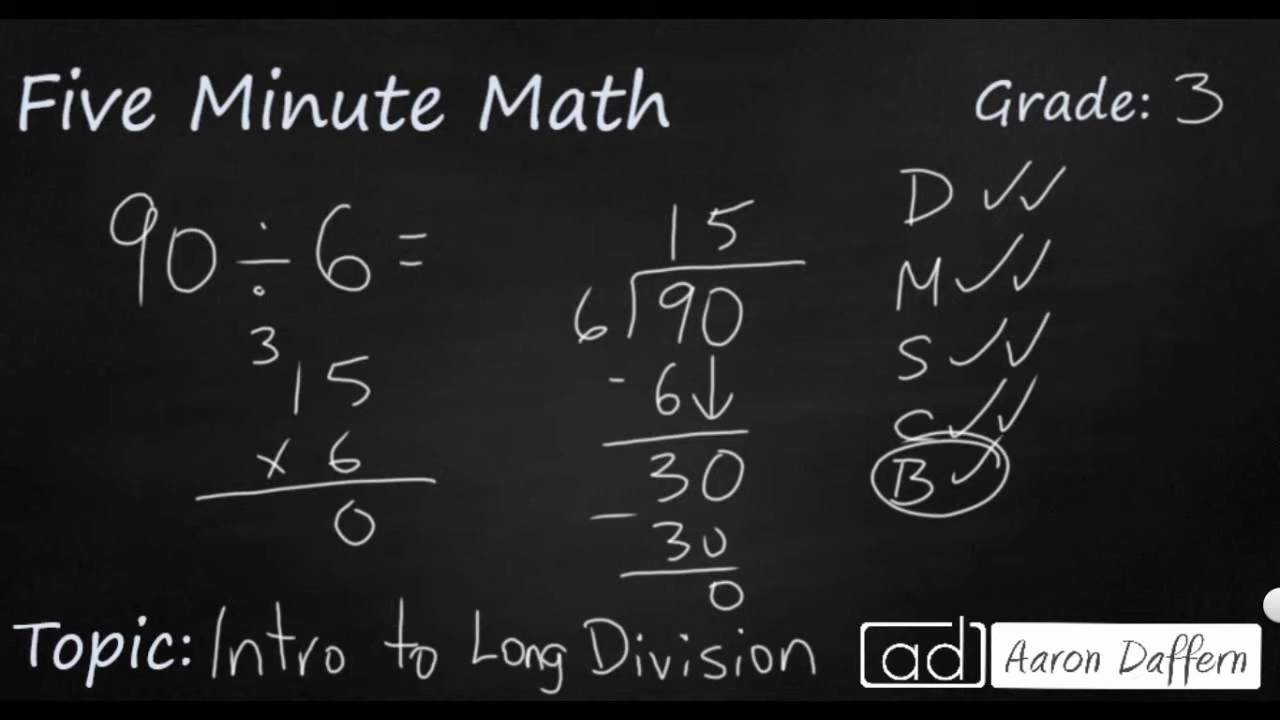 Five Minute Math
Grade: 3
90 ÷ 6 =
3
15
× 6
0
15
6)90
- 6↓
30
- 30
0
D ✓✓
M ✓✓
S ✓✓
C ✓✓
B ✓
Topic: Intro to Long Division
ad Aaron Daffern